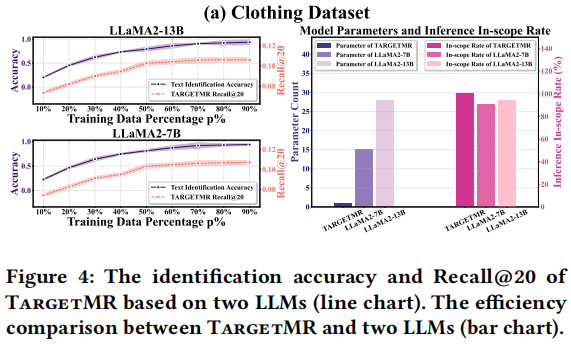 (a) Clothing Dataset
LLaMA2-13B
Accuracy
1.0
0.5
0.0
0.12
0.10
0.08
Recall@20
Text Identification Accuracy
TARGETMR Recall@20
10% 20% 30% 40% 50% 60% 70% 80% 90%
Training Data Percentage p%
LLaMA2-7B
Accuracy
1.0
0.5
0.0
0.12
0.10
0.08
Recall@20
Text Identification Accuracy
TARGETMR Recall@20
10% 20% 30% 40% 50% 60% 70% 80% 90%
Training Data Percentage p%
Model Parameters and Inference In-scope Rate
Parameter of TARGETMR
Parameter of LLaMA2-7B
Parameter of LLaMA2-13B
In-scope Rate of TARGETMR
In-scope Rate of LLaMA2-7B
In-scope Rate of LLaMA2-13B
Parameter Count
40
35
30
25
20
15
10
5
0
140
120
100
80
60
40
20
0
Inference In-scope Rate (%)
TARGETMR
LLaMA2-7B
LLaMA2-13B
TARGETMR
LLaMA2-7B
LLaMA2-13B
Figure 4: The identification accuracy and Recall@20 of
TARGETMR based on two LLMs (line chart). The efficiency
comparison between TARGETMR and two LLMs (bar chart).